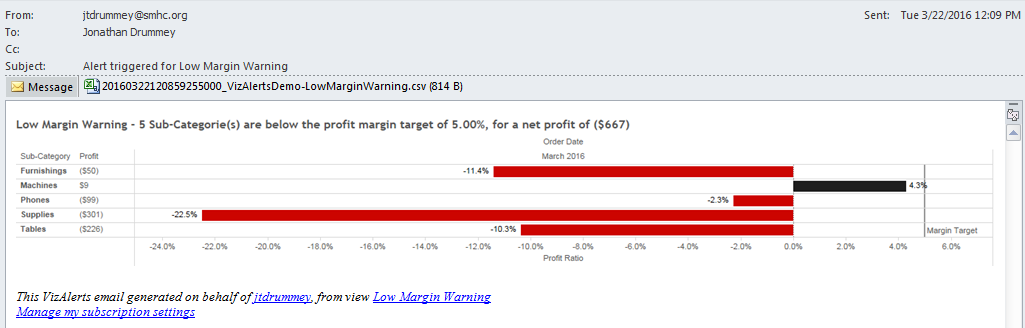 From: jtdrummey@smhc.org Sent: Tue 3/22/2016 12:09 PM
To: Jonathan Drummey
Cc:
Subject: Alert triggered for Low Margin Warning
Message 20160322120859255000_VizAlertsDemo-LowMarginWarning.csv (814 B)
Low Margin Warning - 5 Sub-Categorie(s) are below the profit margin target of 5.00%, for a net profit of ($667)
Order Date
Sub-Category Profit March 2016
Furnishings ($50) -11.4%
Machines $9 4.3%
Phones ($99) -2.3%
Supplies ($301) -22.5%
Tables ($226) -10.3% Margin Target
-24.0% -22.0% -20.0% -18.0% -16.0% -14.0% -12.0% -10.0% -8.0% -6.0% -4.0% -2.0% 0.0% 2.0% 4.0% 6.0%
Profit Ratio
This VizAlerts email generated on behalf of jtdrummey, from view Low Margin Warning
Manage my subscription settings